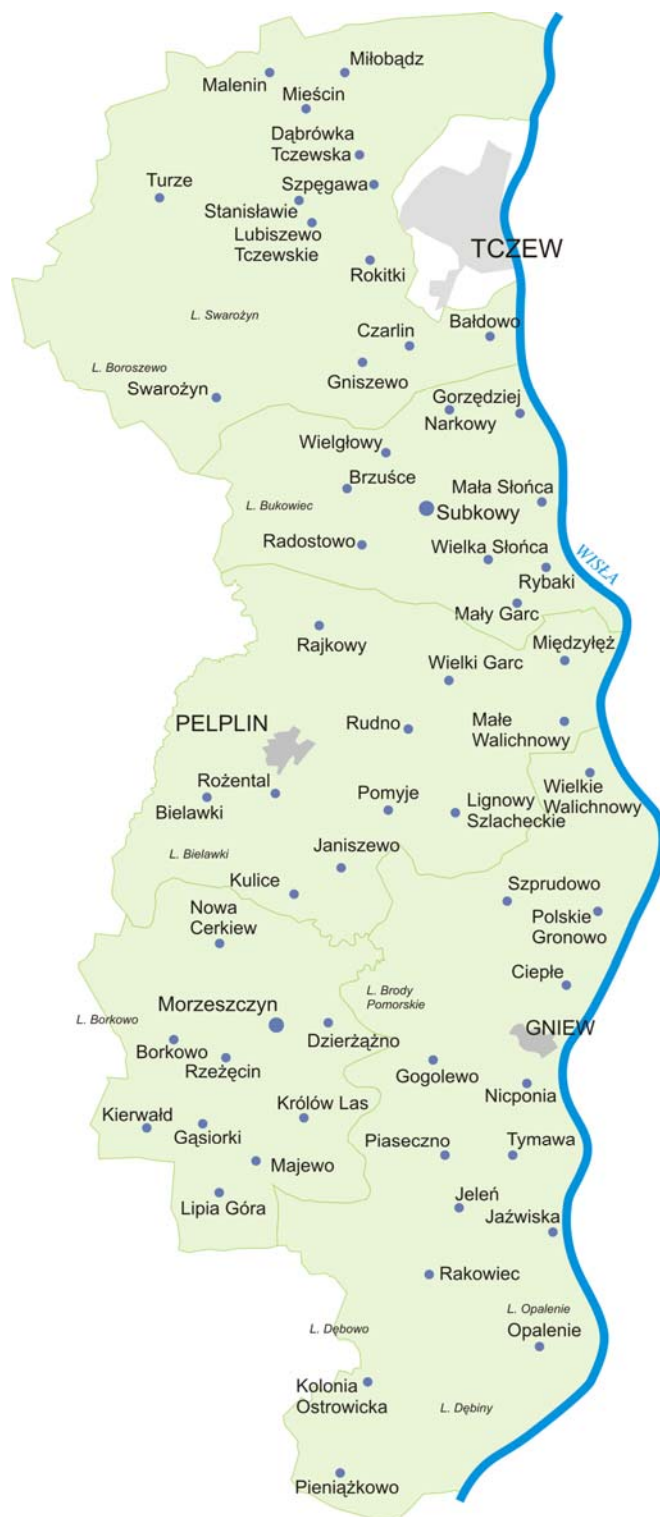 Miłobądz
Malenin
Mieścin
Dąbrówka
Tczewska
Turze
Szpęgawa
Stanisławie
Lubiszewo
Tczewskie
TCZEW
Rokitki
L. Swarożyn
Bałdowo
Czarlin
L. Boroszewo
Gniszewo
Swarożyn
Gorzędziej
Narkowy
Wielgłowy
Brzuśce
Mała Słońca
L. Bukowiec
Subkowy
Radostowo
Wielka Słońca
WISŁA
Rybaki
Mały Garc
Rajkowy
Międzyłęż
Wielki Garc
PELPLIN
Rudno
Małe
Walichnowy
Rożental
Bielawki
Pomyje
Lignowy
Szlacheckie
Wielkie
Walichnowy
L. Bielawki
Janiszewo
Kulice
Szprudowo
Nowa
Cerkiew
Polskie
Gronowo
Ciepłe
L. Brody
Pomorskie
Morzeszczyn
L. Borkowo
Dzierżążno
GNIEW
Borkowo
Rzeżęcin
Gogolewo
Nicponia
Królów Las
Kierwałd
Gąsiorki
Piaseczno
Tymawa
Majewo
Lipia Góra
Jeleń
Jaźwiska
Rakowiec
L. Opalenie
L. Dębowo
Opalenie
Kolonia
Ostrowicka
L. Dębiny
Pieniążkowo